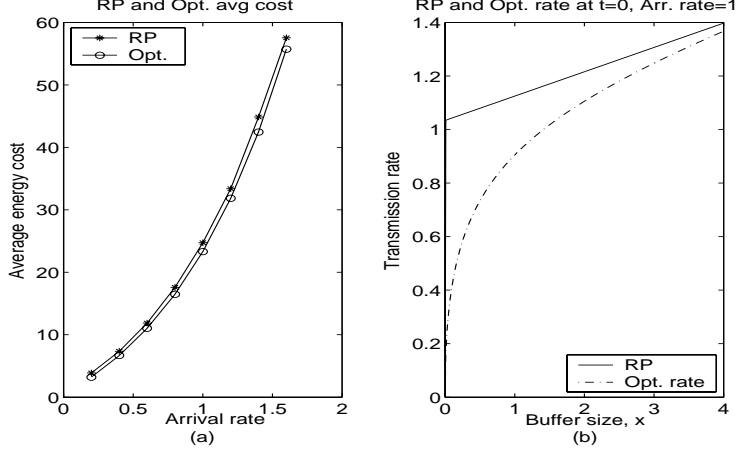 RP and Opt. avg cost
60
50
40
30
20
10
0
0
0.5
1
1.5
2
Average energy cost
Arrival rate
(a)
RP
Opt.
RP and Opt. rate at t=0, Arr. rate=1
1.4
1.2
1
0.8
0.6
0.4
0.2
0
0
1
2
3
4
Transmission rate
Buffer size, x
(b)
RP
Opt. rate